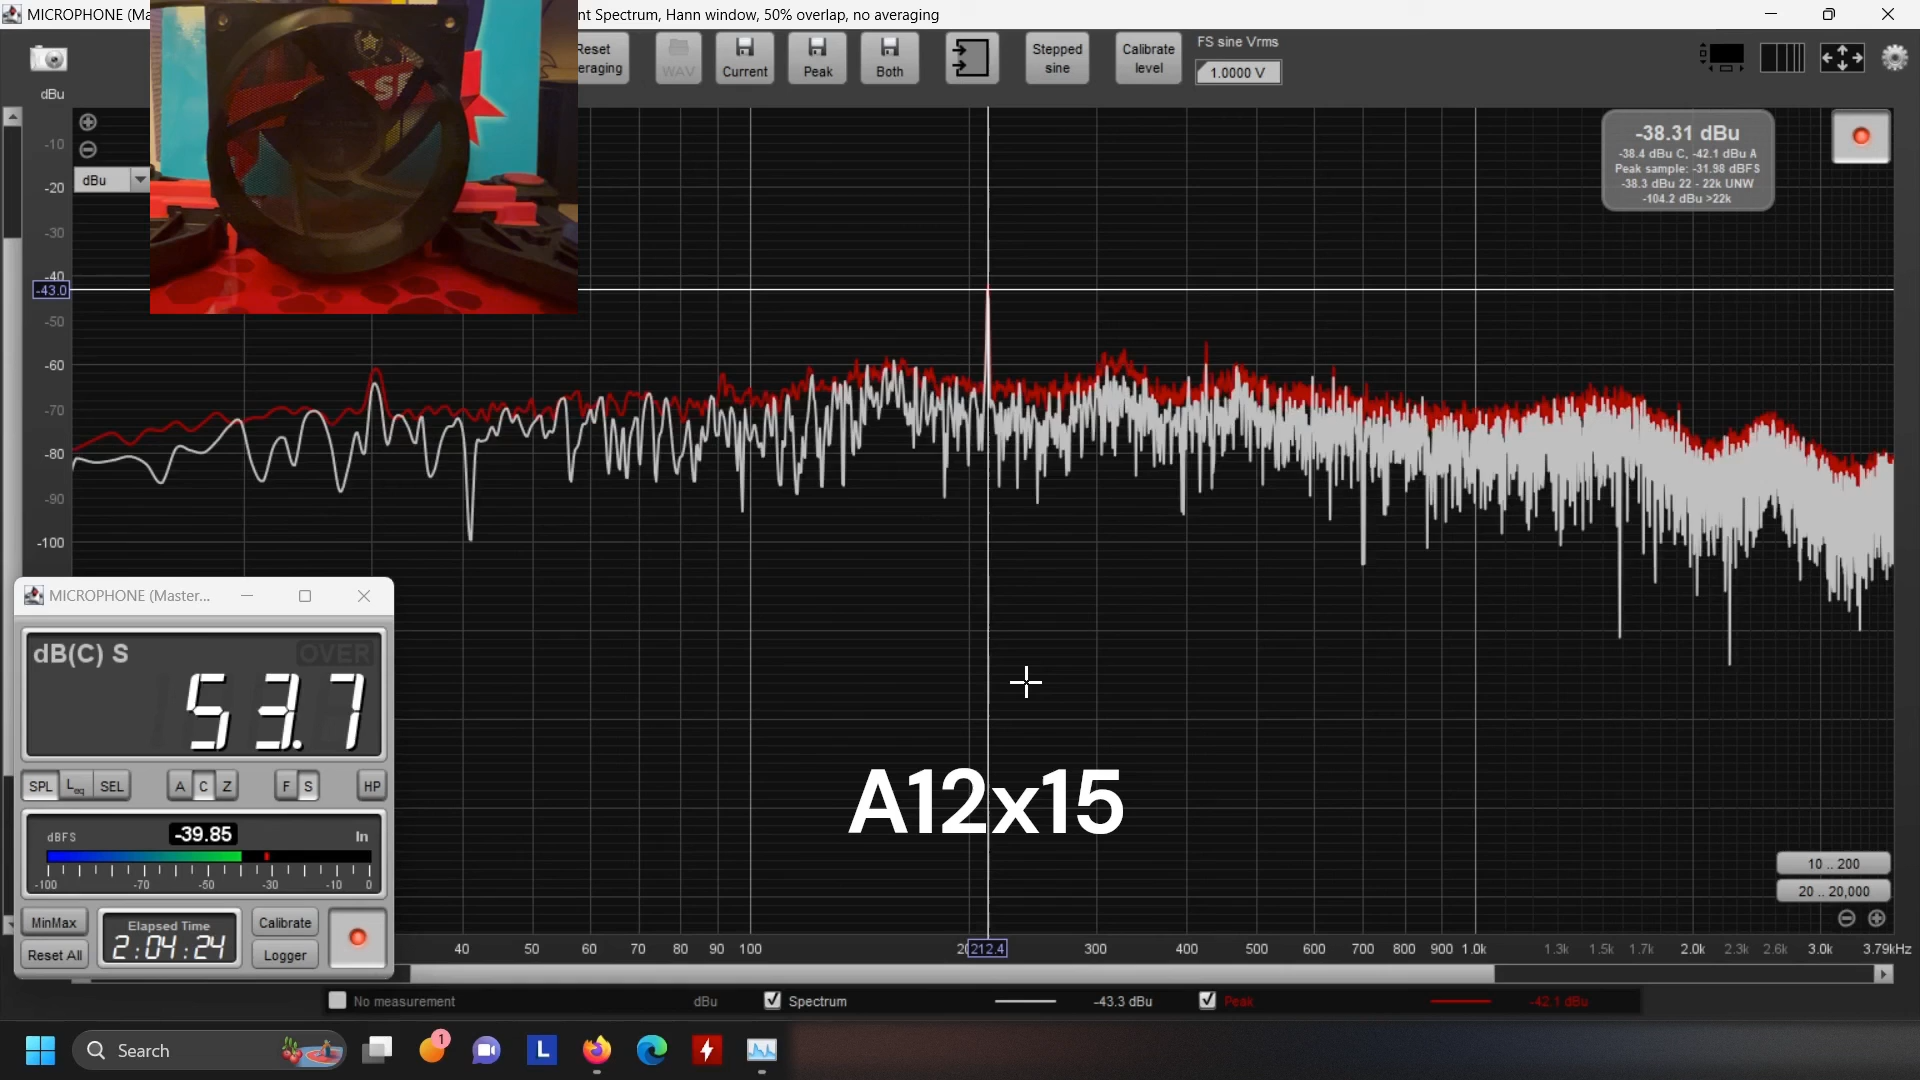 MICROPHONE (Ma
nt Spectrum, Hann window, 50% overlap, no averaging
Reset
eraging
WAV
Current
Peak
Both
Stepped
sine
Calibrate
level
FS sine Vrms
1.0000 V
dBu
dBu
-10
-20
-30
-40
-43.0
-50
-60
-70
-80
-90
-100
-38.31 dBu
-38.4 dBu C, -42.1 dBu A
Peak sample: -31.98 dBFS
-38.3 dBu 22 - 22k UNW
-104.2 dBu >22k
MICROPHONE (Master...
dB(C) S
OVER
53.7
SPL Leq SEL A C Z F S HP
dBFS -39.85 In
-100 -70 -50 -30 -10 0
MinMax
Reset All
Elapsed Time
2:04:24
Calibrate
Logger
A12x15
10 .. 200
20 .. 20,000
40 50 60 70 80 90 100 20 212.4 300 400 500 600 700 800 900 1.0k 1.3k 1.5k 1.7k 2.0k 2.3k 2.6k 3.0k 3.79kHz
No measurement dBu Spectrum -43.3 dBu Peak -42.1 dBu
Search
1
L